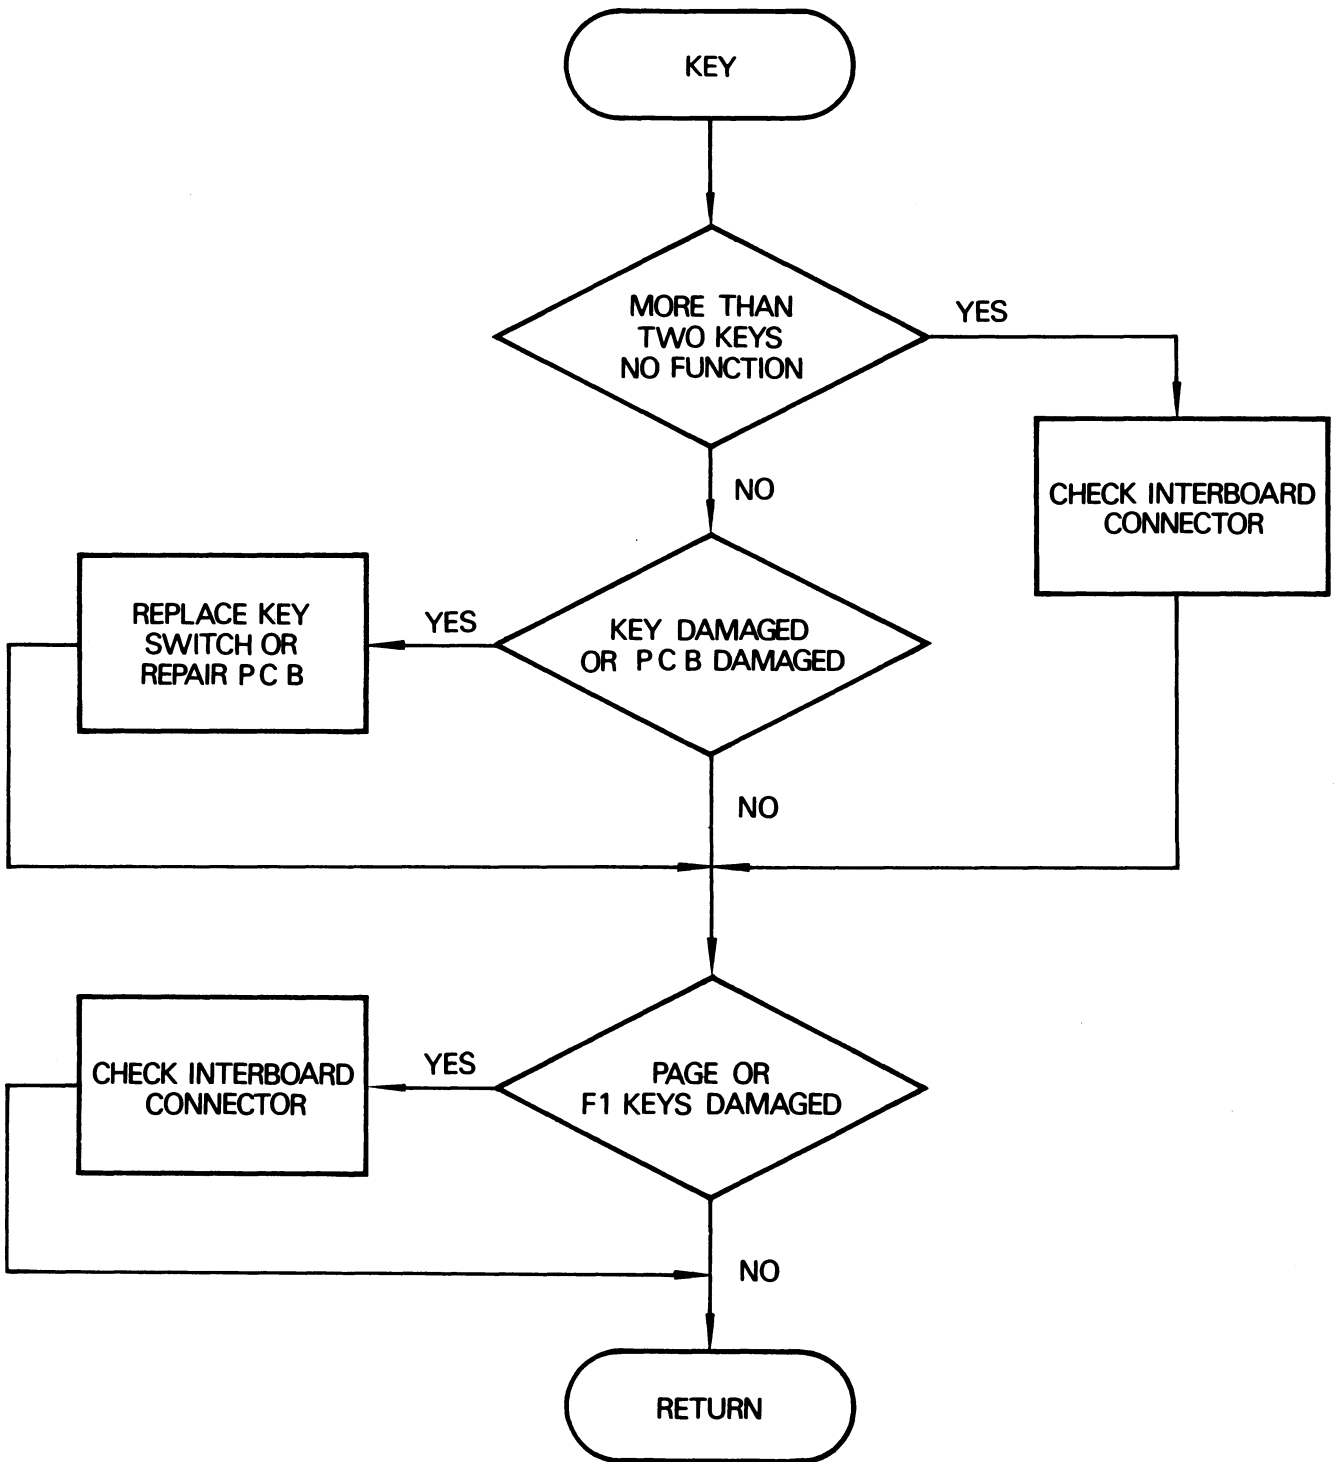 KEY
MORE THAN
TWO KEYS
NO FUNCTION
YES
CHECK INTERBOARD
CONNECTOR
NO
KEY DAMAGED
OR P C B DAMAGED
YES
REPLACE KEY
SWITCH OR
REPAIR P C B
NO
PAGE OR
F1 KEYS DAMAGED
YES
CHECK INTERBOARD
CONNECTOR
NO
RETURN